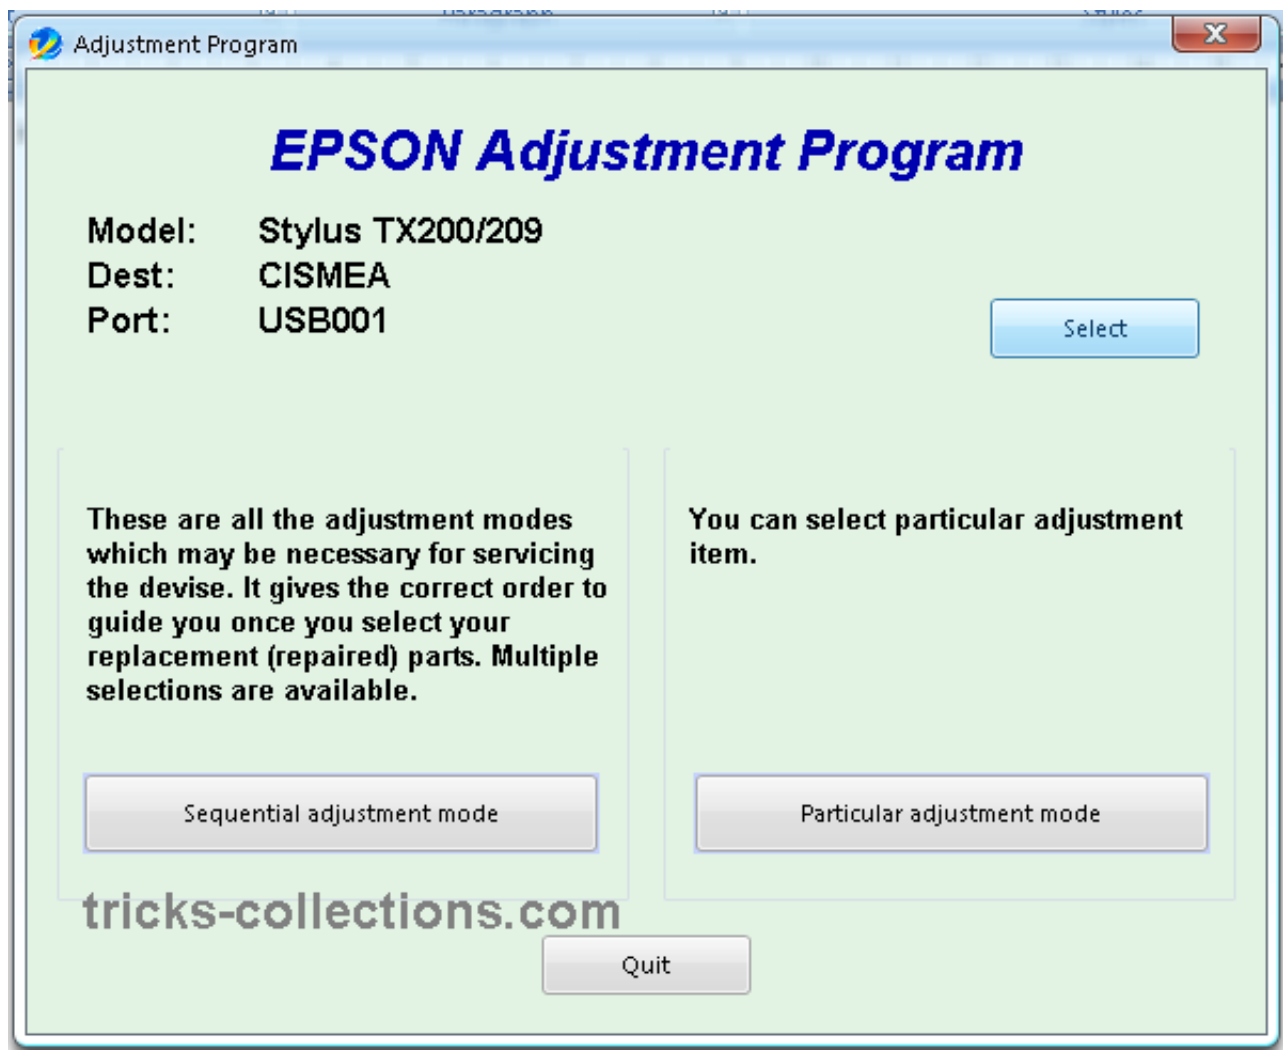 Adjustment Program
EPSON Adjustment Program
Model: Stylus TX200/209
Dest: CISMEA
Port: USB001
Select
These are all the adjustment modes
which may be necessary for servicing
the devise. It gives the correct order to
guide you once you select your
replacement (repaired) parts. Multiple
selections are available.
Sequential adjustment mode
You can select particular adjustment
item.
Particular adjustment mode
tricks-collections.com
Quit